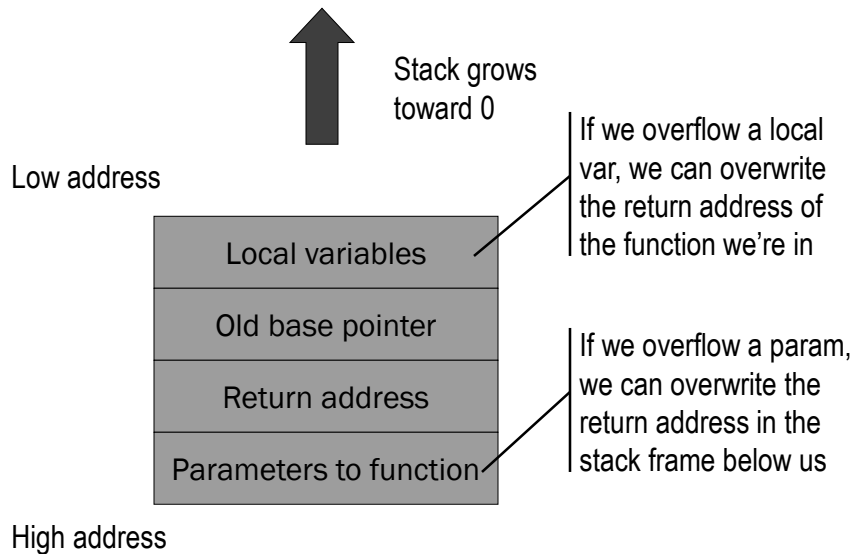 Stack grows
toward 0
If we overflow a local
var, we can overwrite
the return address of
the function we’re in
Low address
Local variables
Old base pointer
Return address
Parameters to function
If we overflow a param,
we can overwrite the
return address in the
stack frame below us
High address